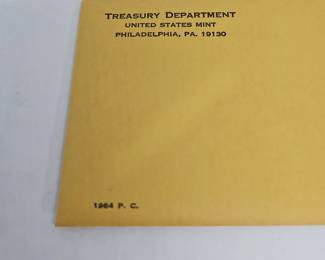 TREASURY DEPARTMENT
UNITED STATES MINT
PHILADELPHIA, PA. 19130
1964 P. C.